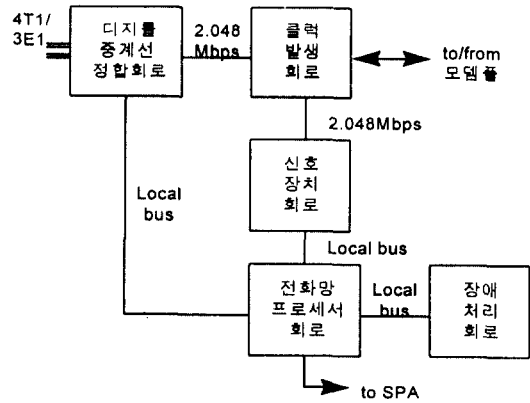 4T1/
3E1
디지틀
중계선
정합회로
2.048
Mbps
클럭
발생
회로
to/from
모뎀풀
2.048Mbps
신호
장치
회로
Local
bus
Local bus
전화망
프로세서
회로
Local
bus
장애
처리
회로
to SPA